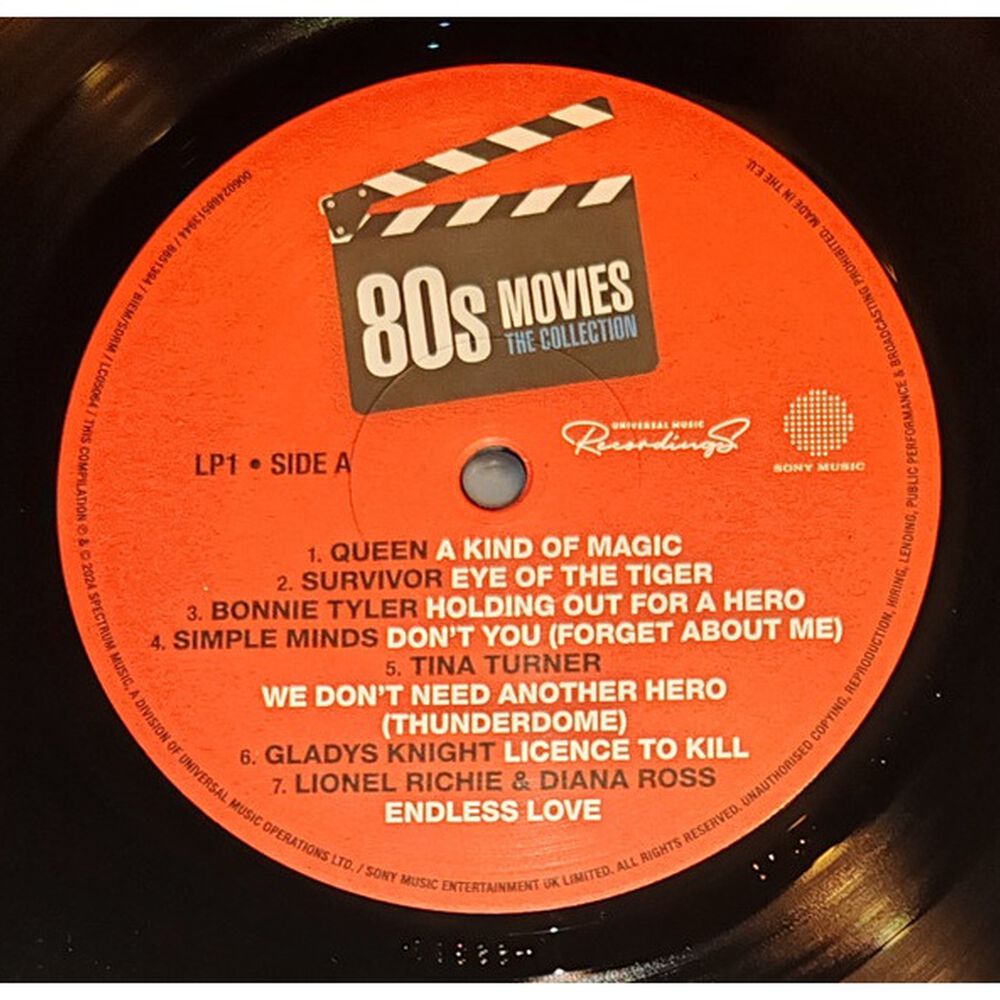 80s MOVIES
THE COLLECTION
UNIVERSAL MUSIC
Recordings
SONY MUSIC
LP1 • SIDE A
1. QUEEN A KIND OF MAGIC
2. SURVIVOR EYE OF THE TIGER
3. BONNIE TYLER HOLDING OUT FOR A HERO
4. SIMPLE MINDS DON'T YOU (FORGET ABOUT ME)
5. TINA TURNER
WE DON'T NEED ANOTHER HERO
(THUNDERDOME)
6. GLADYS KNIGHT LICENCE TO KILL
7. LIONEL RICHIE & DIANA ROSS
ENDLESS LOVE
/ BIEM/SDRM / LC05064 / THIS COMPILATION ℗ & © 2024 SPECTRUM MUSIC, A DIVISION OF UNIVERSAL MUSIC OPERATIONS LTD. / SONY MUSIC ENTERTAINMENT UK LIMITED. ALL RIGHTS RESERVED. UNAUTHORISED COPYING, REPRODUCTION, HIRING, LENDING, PUBLIC PERFORMANCE & BROADCASTING PROHIBITED. MADE IN THE E.U.